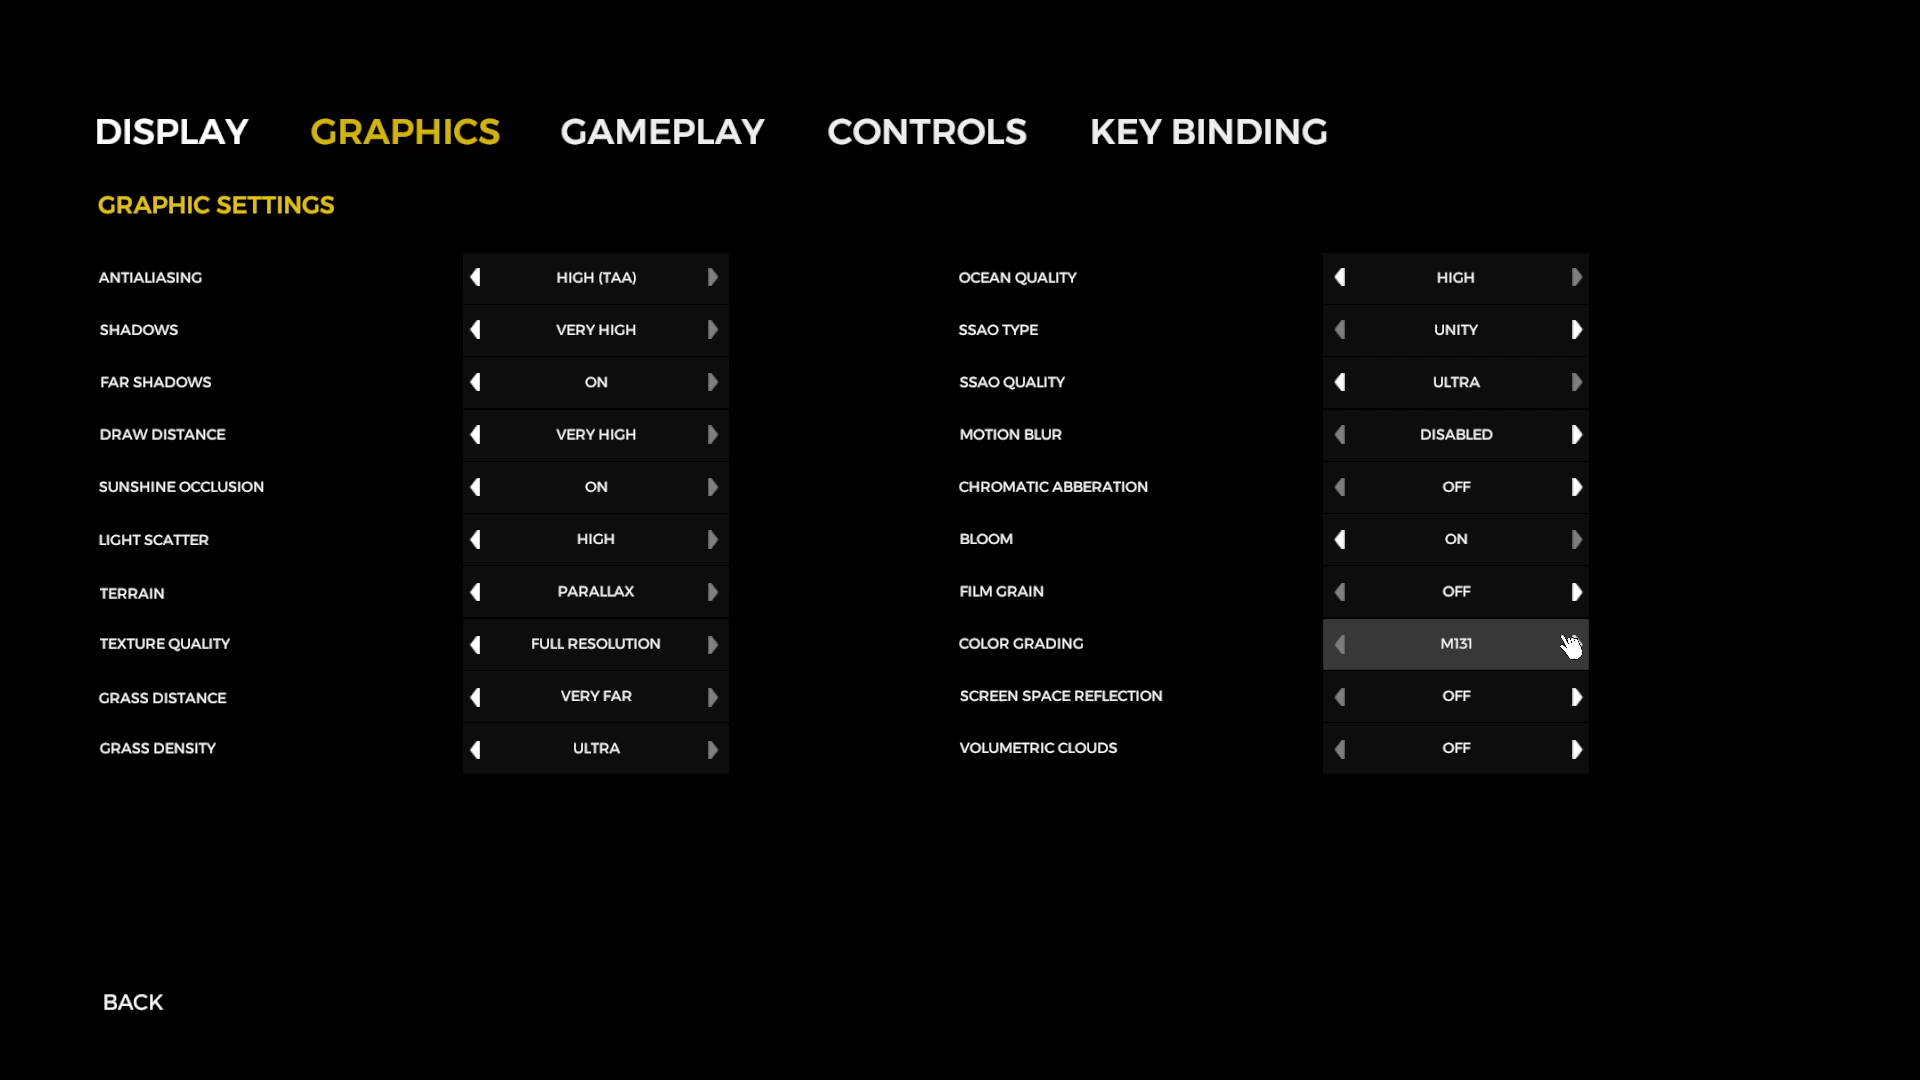 DISPLAY GRAPHICS GAMEPLAY CONTROLS KEY BINDING
GRAPHIC SETTINGS
ANTIALIASING HIGH (TAA)
SHADOWS VERY HIGH
FAR SHADOWS ON
DRAW DISTANCE VERY HIGH
SUNSHINE OCCLUSION ON
LIGHT SCATTER HIGH
TERRAIN PARALLAX
TEXTURE QUALITY FULL RESOLUTION
GRASS DISTANCE VERY FAR
GRASS DENSITY ULTRA
OCEAN QUALITY HIGH
SSAO TYPE UNITY
SSAO QUALITY ULTRA
MOTION BLUR DISABLED
CHROMATIC ABBERATION OFF
BLOOM ON
FILM GRAIN OFF
COLOR GRADING M131
SCREEN SPACE REFLECTION OFF
VOLUMETRIC CLOUDS OFF
BACK